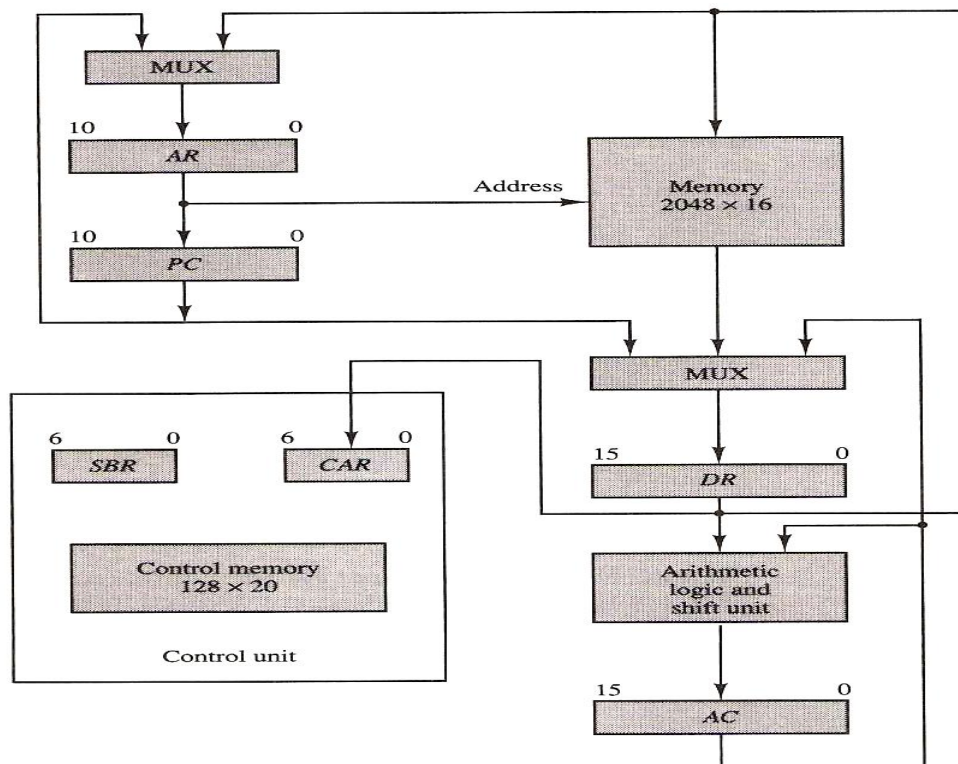 MUX
10 0
AR
Address
Memory
2048 × 16
10 0
PC
MUX
6 0
SBR
6 0
CAR
15 0
DR
Control memory
128 × 20
Arithmetic
logic and
shift unit
Control unit
15 0
AC